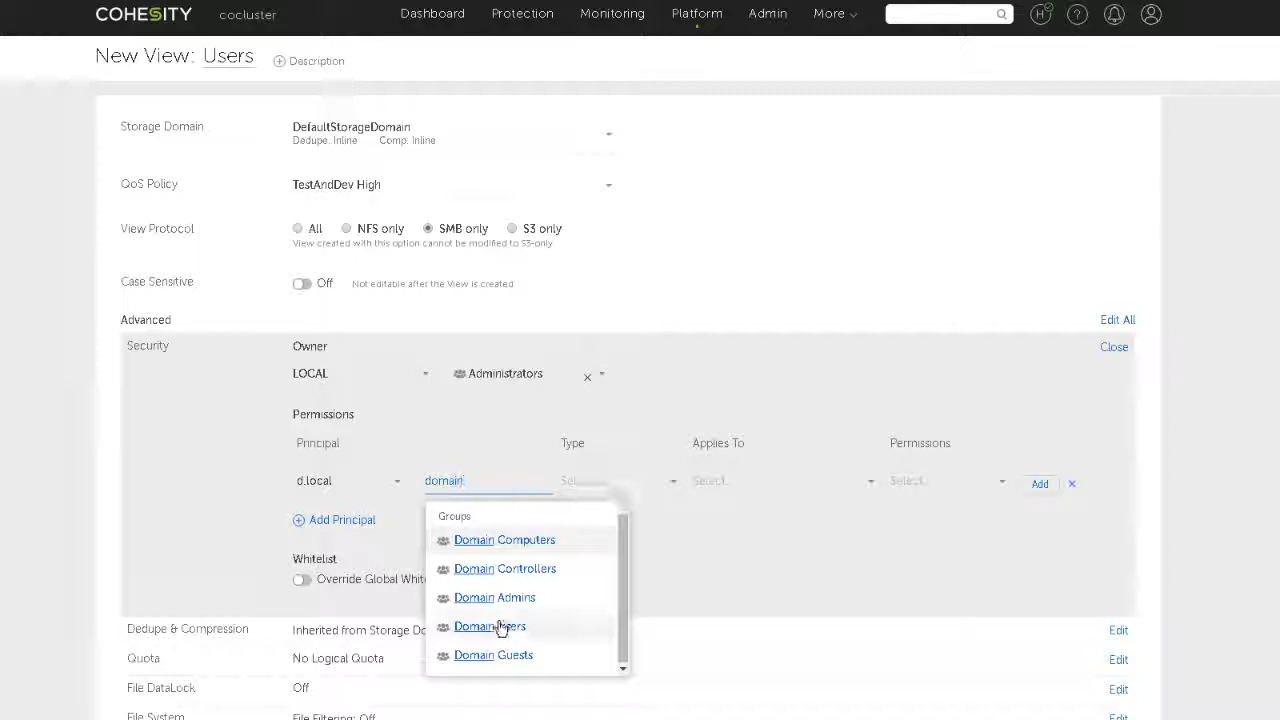 COHESITY cocluster Dashboard Protection Monitoring Platform Admin More
New View: Users Description
Storage Domain DefaultStorageDomain
Dedupe: Inline Comp: Inline
QoS Policy TestAndDev High
View Protocol All NFS only SMB only S3 only
View created with this option cannot be modified to S3-only
Case Sensitive Off Not editable after the View is created
Advanced Edit All
Security Owner Close
LOCAL Administrators
Permissions
Principal Type Applies To Permissions
d.local domain Sel Select... Select... Add
Groups
Add Principal
Domain Computers
Whitelist
Domain Controllers
Override Global White
Domain Admins
Domain Users
Dedupe & Compression Inherited from Storage Do Edit
Domain Guests
Quota No Logical Quota Edit
File DataLock Off Edit
File System File Filtering: Off Edit